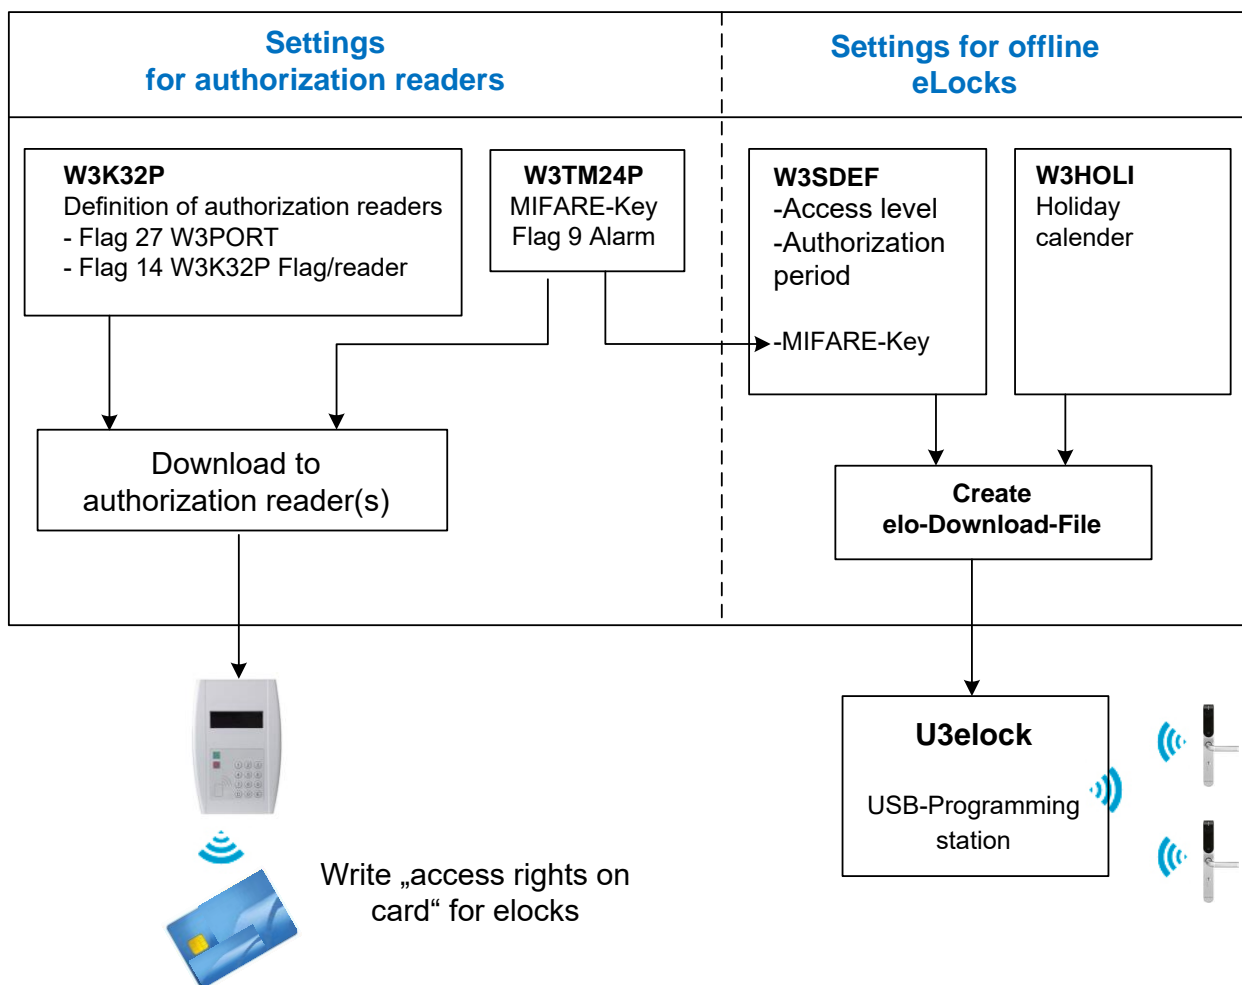 Settings
for authorization readers
Settings for offline
eLocks
W3K32P
Definition of authorization readers
- Flag 27 W3PORT
- Flag 14 W3K32P Flag/reader
W3TM24P
MIFARE-Key
Flag 9 Alarm
W3SDEF
-Access level
-Authorization
period
-MIFARE-Key
W3HOLI
Holiday
calender
Download to
authorization reader(s)
Create
elo-Download-File
U3elock
USB-Programming
station
Write „access rights on
card“ for elocks